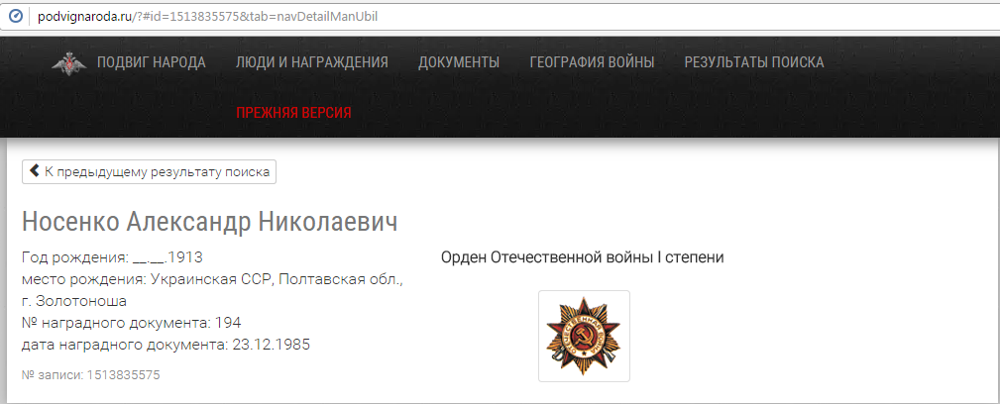 podvignaroda.ru/?#id=1513835575&tab=navDetailManUbil
ПОДВИГ НАРОДА ЛЮДИ И НАГРАЖДЕНИЯ ДОКУМЕНТЫ ГЕОГРАФИЯ ВОЙНЫ РЕЗУЛЬТАТЫ ПОИСКА
ПРЕЖНЯЯ ВЕРСИЯ
К предыдущему результату поиска
Носенко Александр Николаевич
Год рождения: __.__.1913
место рождения: Украинская ССР, Полтавская обл.,
г. Золотоноша
№ наградного документа: 194
дата наградного документа: 23.12.1985
№ записи: 1513835575
Орден Отечественной войны I степени
ОТЕЧЕСТВЕННАЯ ВОЙНА